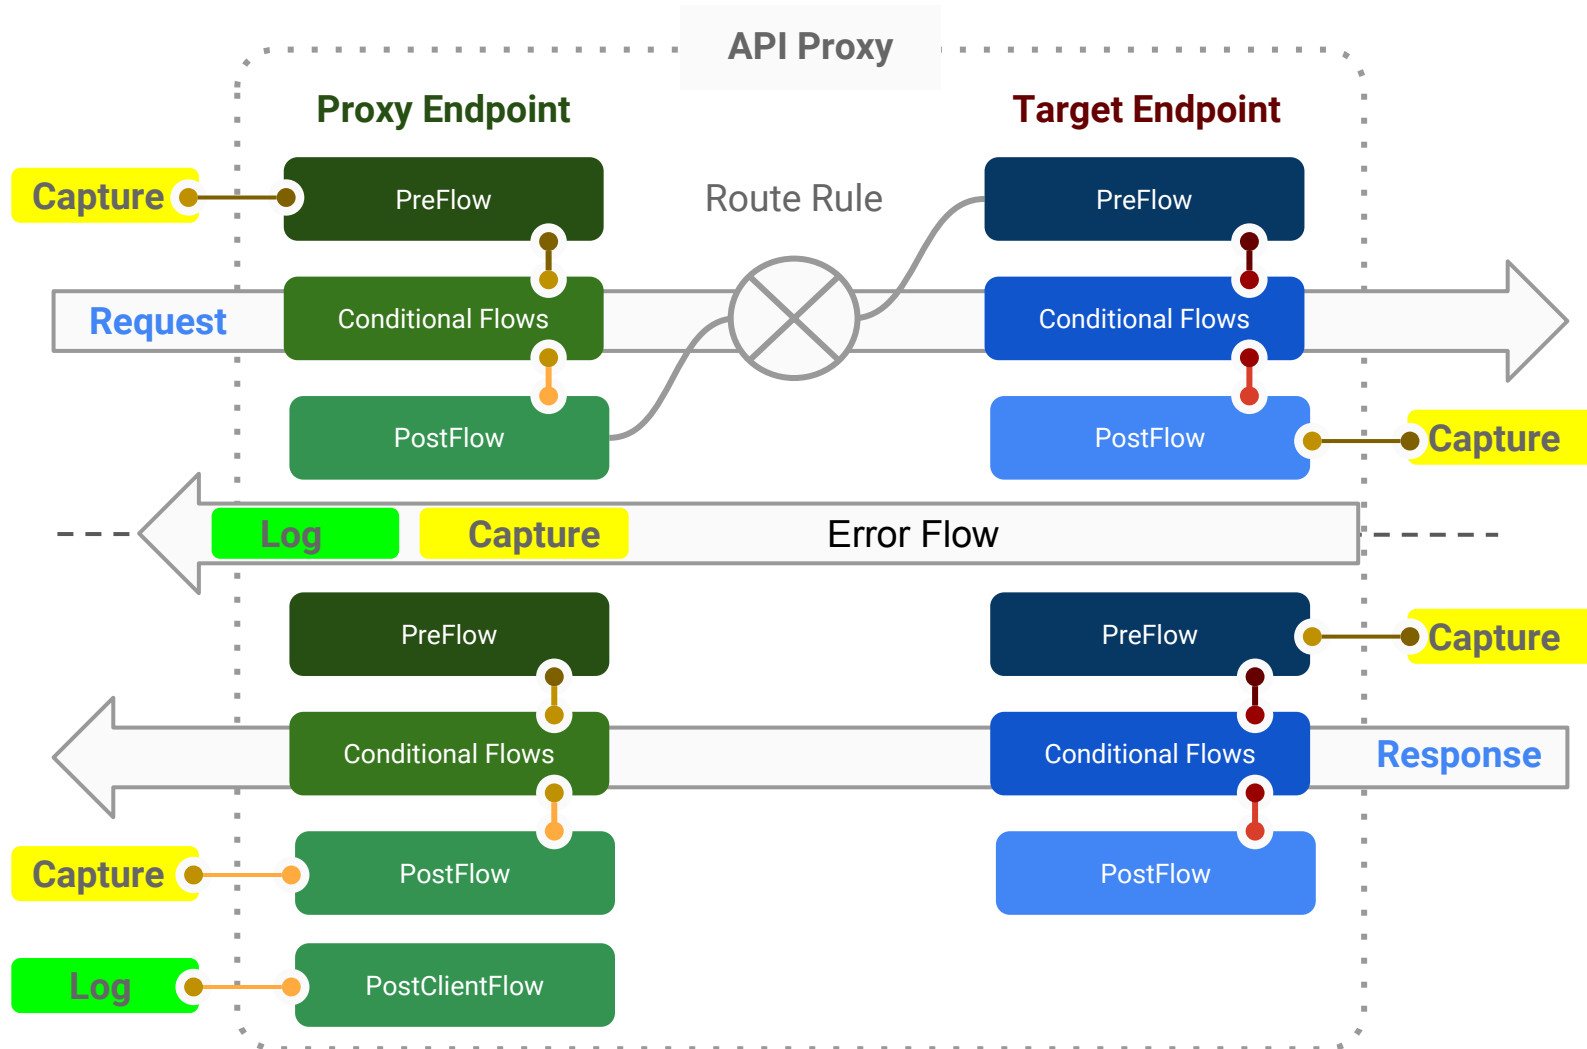 API Proxy
Proxy Endpoint
Target Endpoint
Capture
PreFlow
Route Rule
PreFlow
Request
Conditional Flows
Conditional Flows
PostFlow
PostFlow
Capture
Log
Capture
Error Flow
PreFlow
PreFlow
Capture
Conditional Flows
Conditional Flows
Response
Capture
PostFlow
PostFlow
Log
PostClientFlow